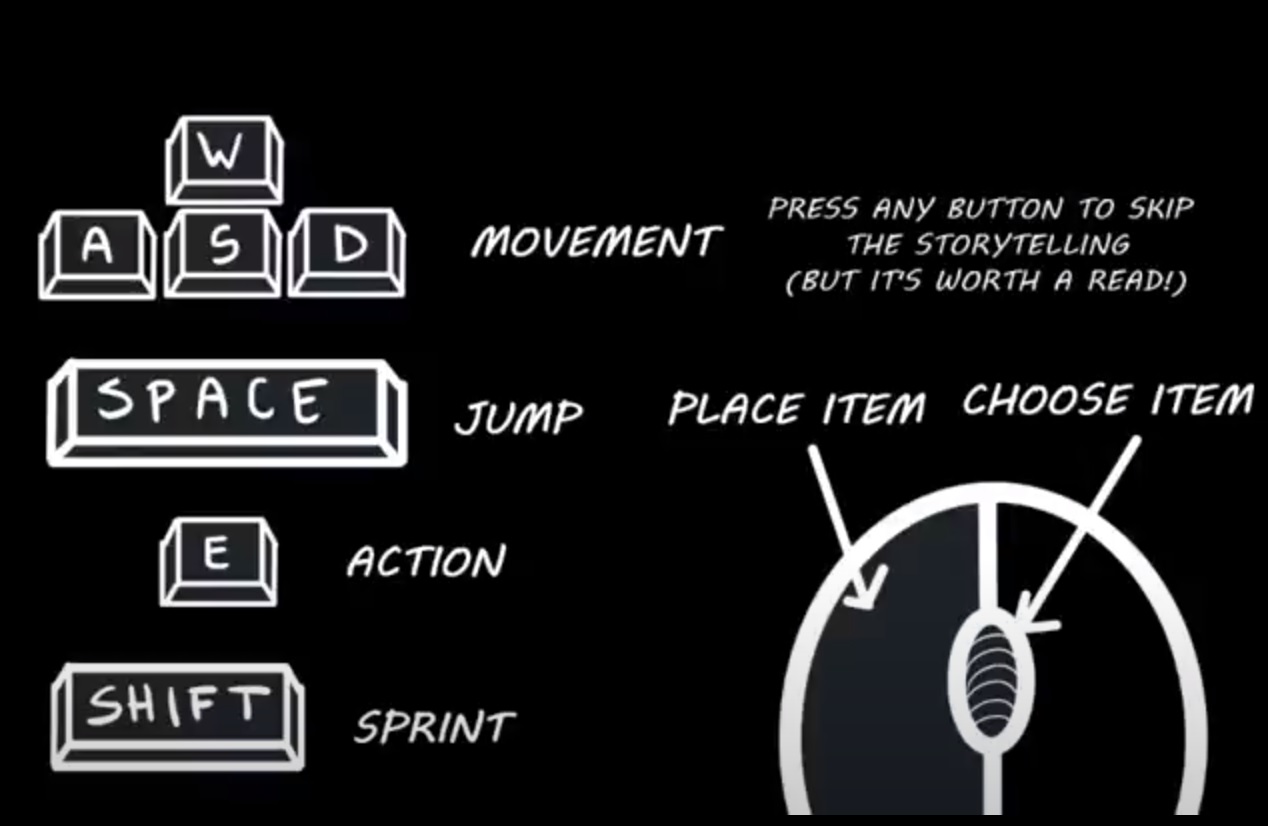 W
A S D
MOVEMENT
PRESS ANY BUTTON TO SKIP
THE STORYTELLING
(BUT IT'S WORTH A READ!)
SPACE
JUMP
PLACE ITEM
CHOOSE ITEM
E
ACTION
SHIFT
SPRINT